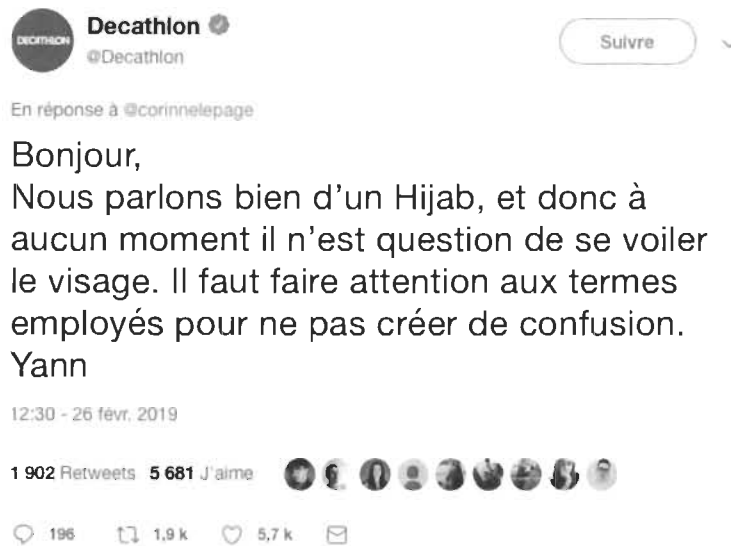 DECATHLON
Decathlon
@Decathlon
Suivre
En réponse à @corinnelepage
Bonjour,
Nous parlons bien d'un Hijab, et donc à
aucun moment il n'est question de se voiler
le visage. Il faut faire attention aux termes
employés pour ne pas créer de confusion.
Yann
12:30 - 26 févr. 2019
1 902 Retweets 5 681 J'aime
196 1,9 k 5,7 k